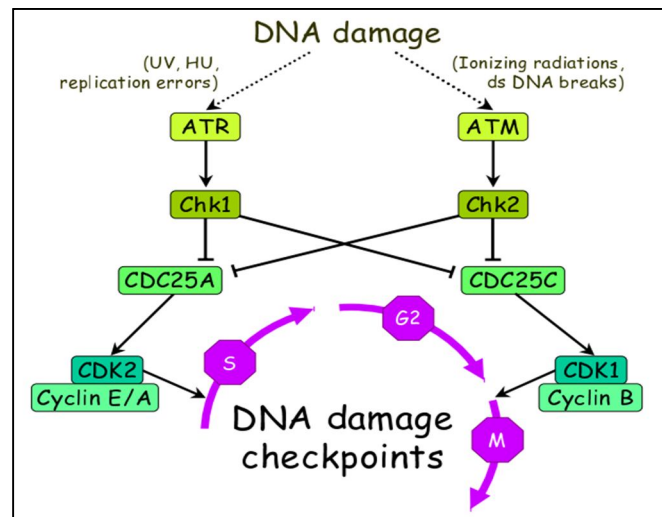 DNA damage
(UV, HU,
replication errors)
(Ionizing radiations,
ds DNA breaks)
ATR
ATM
Chk1
Chk2
CDC25A
CDC25C
G2
S
CDK2
Cyclin E/A
CDK1
Cyclin B
DNA damage
checkpoints
M